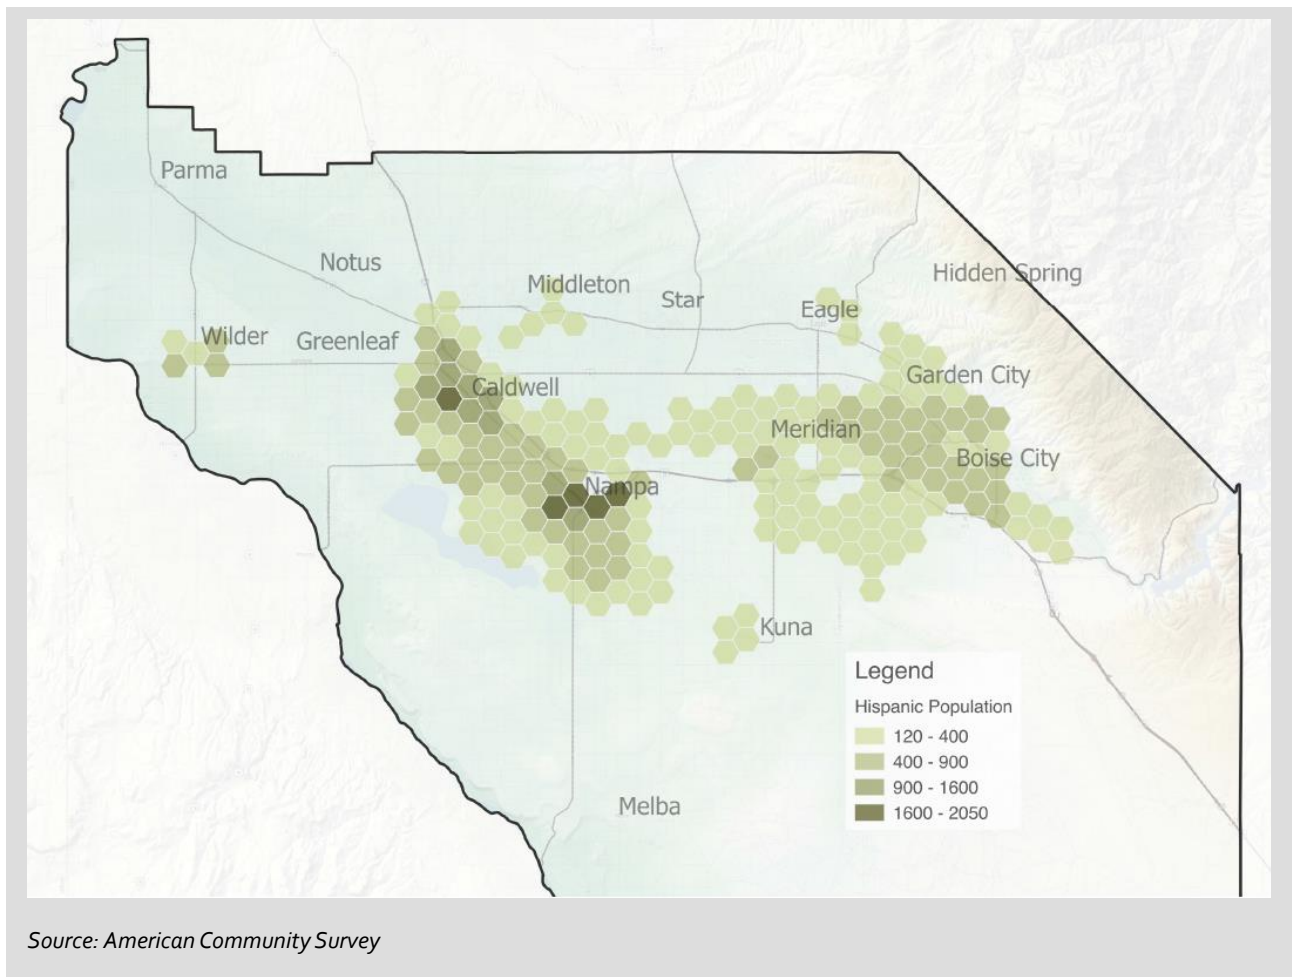 Parma
Notus
Hidden Spring
Middleton
Star
Eagle
Wilder
Greenleaf
Garden City
Caldwell
Meridian
Boise City
Nampa
Kuna
Melba
Legend
Hispanic Population
120 - 400
400 - 900
900 - 1600
1600 - 2050
Source: American Community Survey